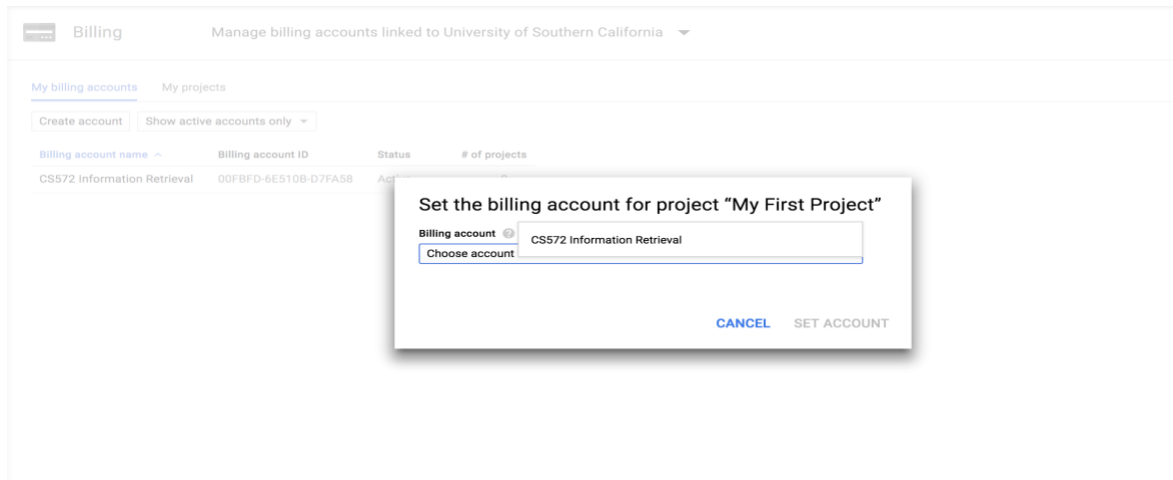 Billing Manage billing accounts linked to University of Southern California
My billing accounts My projects
Create account Show active accounts only
Billing account name Billing account ID Status # of projects
CS572 Information Retrieval 00FBFD-6E510B-D7FA58
Set the billing account for project “My First Project”
Billing account
CS572 Information Retrieval
Choose account
CANCEL SET ACCOUNT